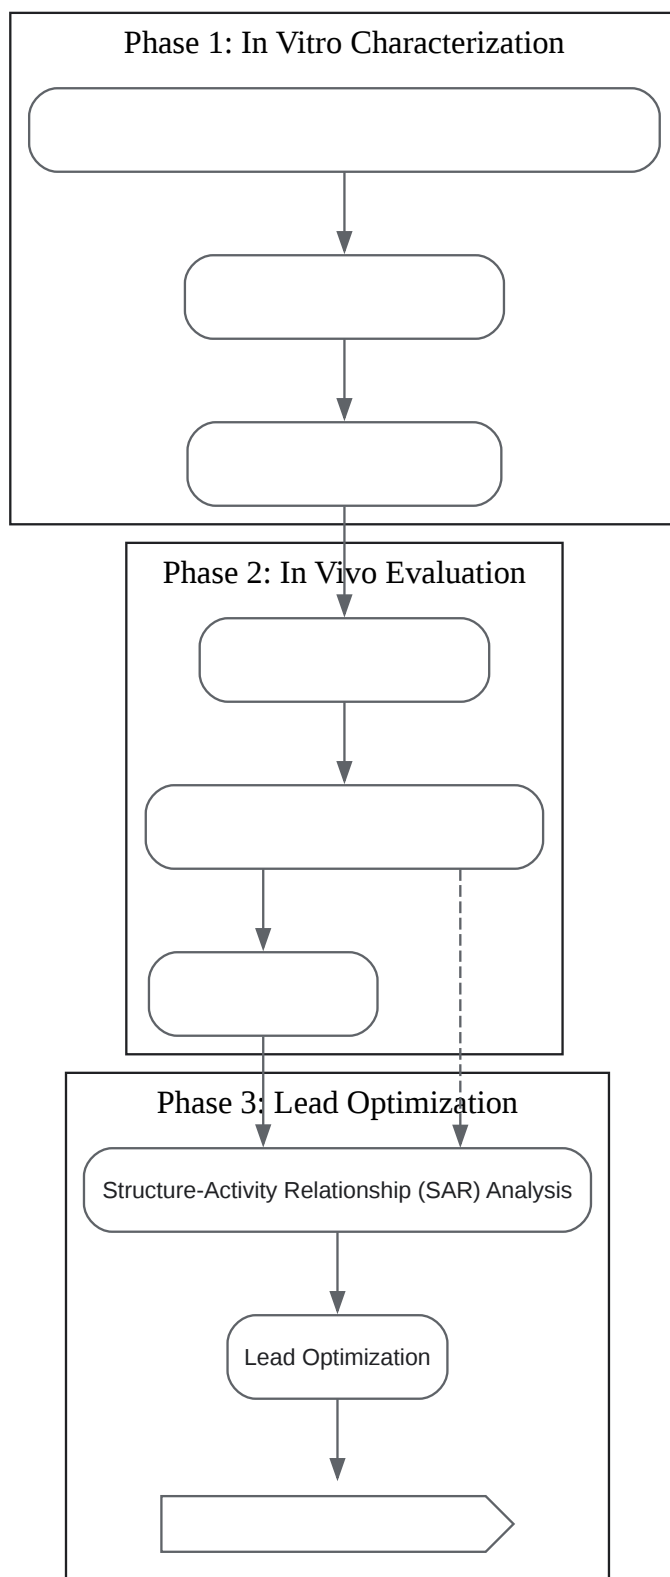 Phase 1: In Vitro Characterization
Phase 2: In Vivo Evaluation
Phase 3: Lead Optimization
Structure-Activity Relationship (SAR) Analysis
Lead Optimization